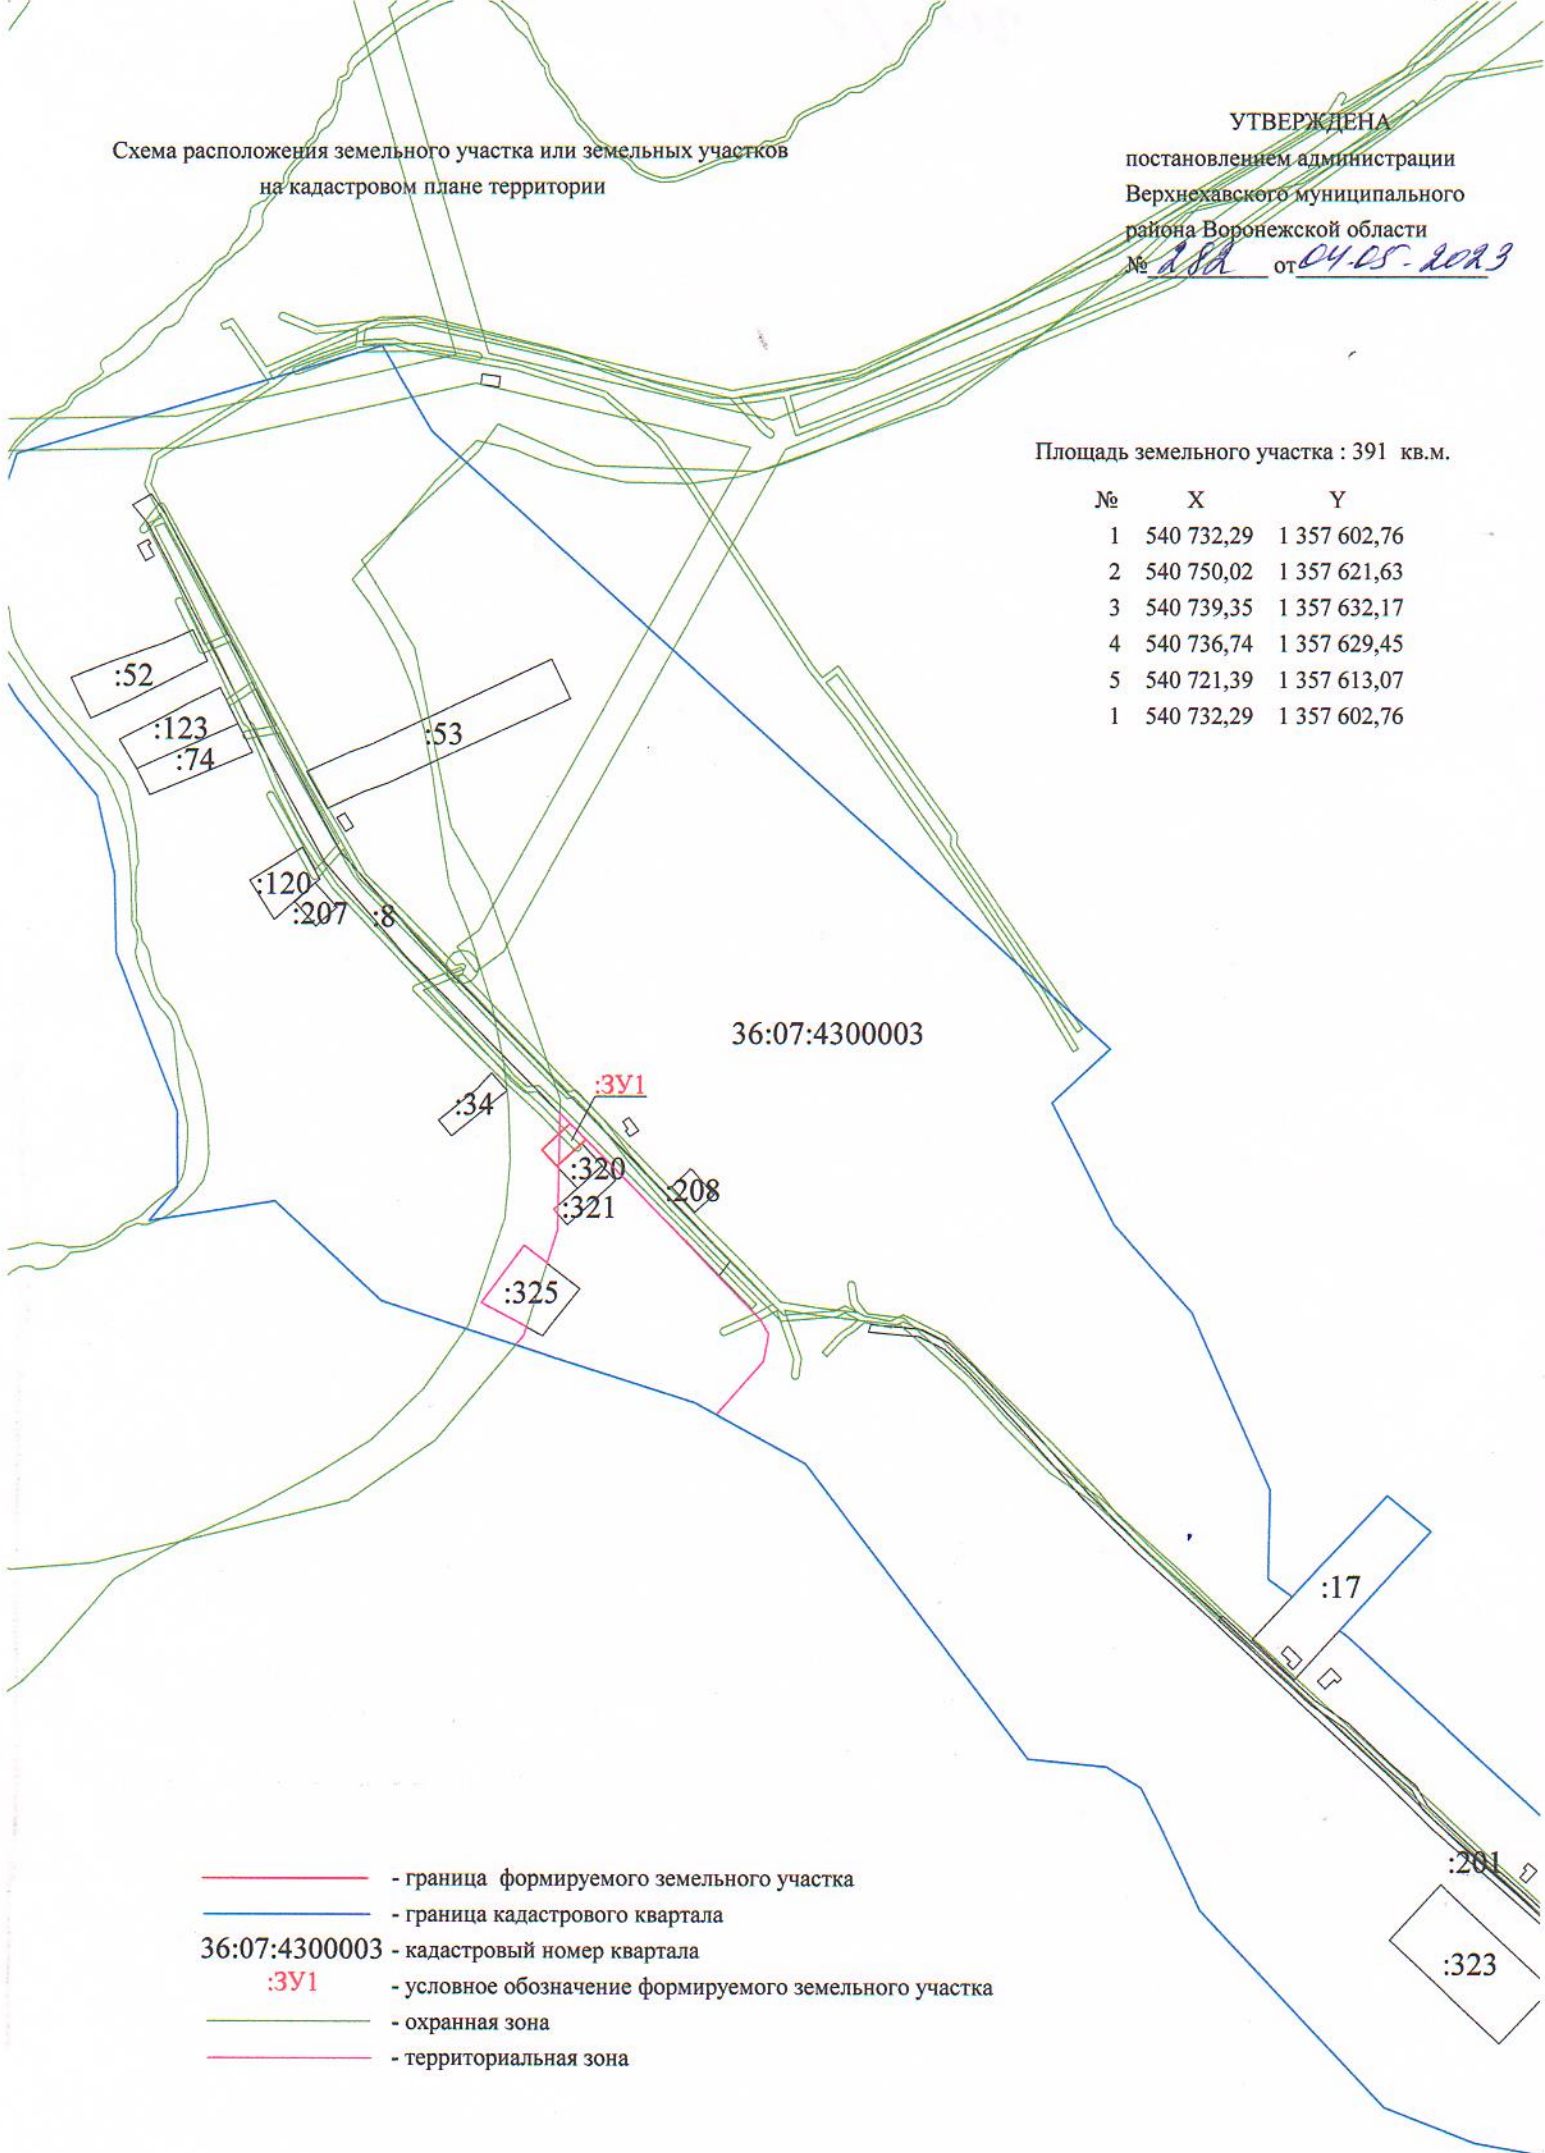 Схема расположения земельного участка или земельных участков
на кадастровом плане территории
УТВЕРЖДЕНА
постановлением администрации
Верхнехавского муниципального
района Воронежской области
№ 282 от 04.05.2023
Площадь земельного участка : 391 кв.м.
№ X Y
1 540 732,29 1 357 602,76
2 540 750,02 1 357 621,63
3 540 739,35 1 357 632,17
4 540 736,74 1 357 629,45
5 540 721,39 1 357 613,07
1 540 732,29 1 357 602,76
:52
:123
:74
:53
:120
:207
:8
36:07:4300003
:ЗУ1
:34
:320
:208
:321
:325
:17
:201
:323
- граница формируемого земельного участка
- граница кадастрового квартала
36:07:4300003 - кадастровый номер квартала
:ЗУ1 - условное обозначение формируемого земельного участка
- охранная зона
- территориальная зона